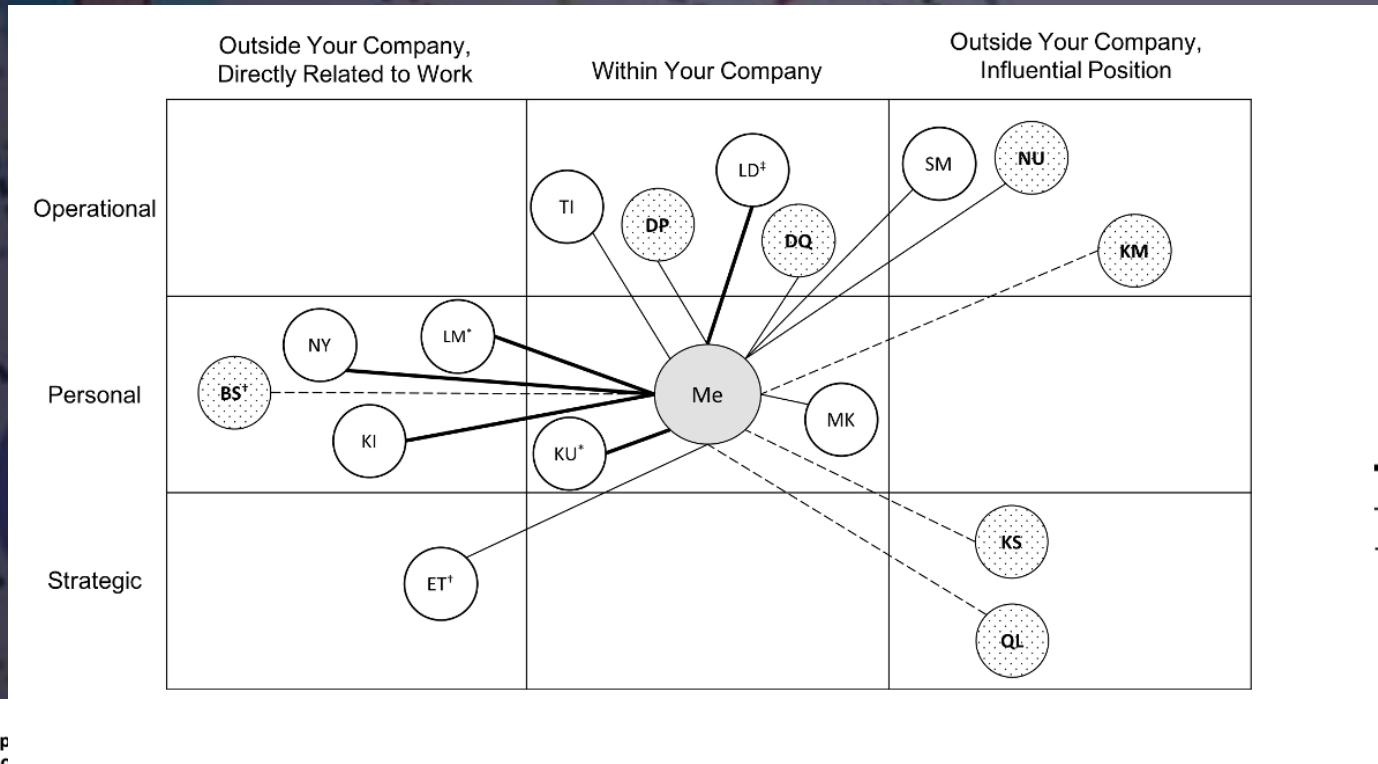 Outside Your Company,
Directly Related to Work
Within Your Company
Outside Your Company,
Influential Position
Operational
TI
DP
LD‡
DQ
SM
NU
KM
Personal
BS†
NY
LM*
KI
KU*
Me
MK
Strategic
ET†
KS
QL